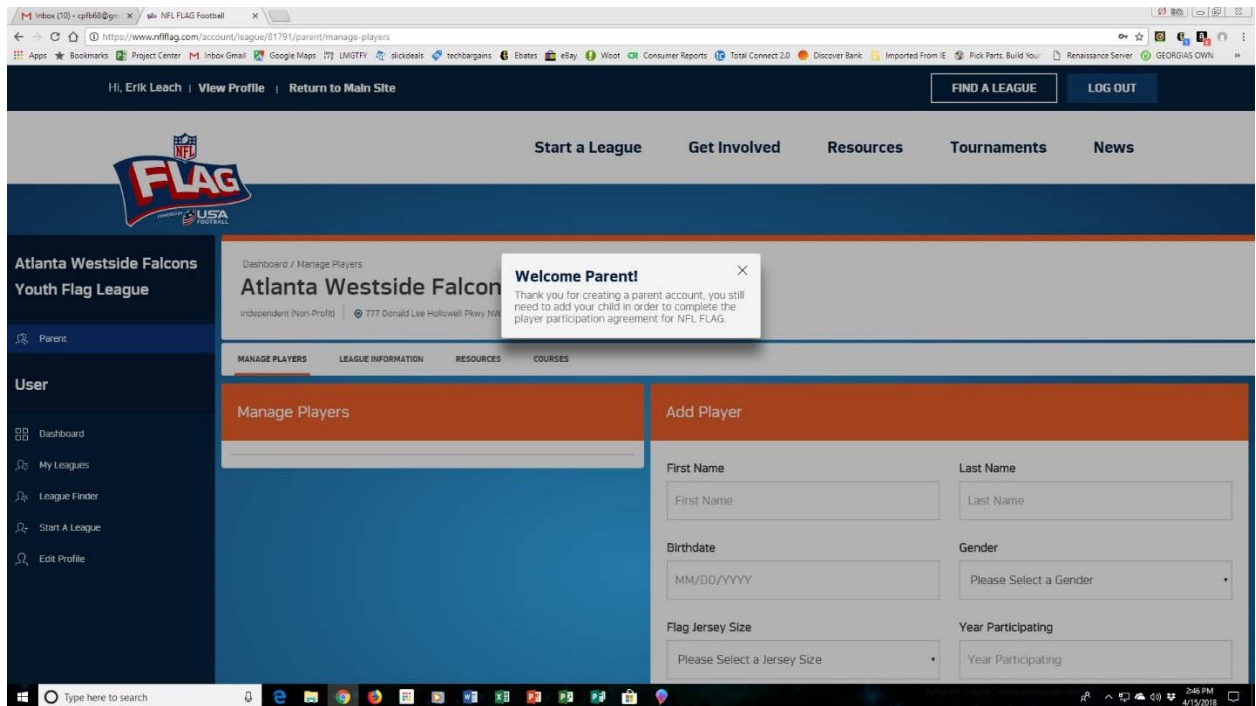 Inbox (10) - cpfb68@gm
NFL FLAG Football
https://www.nflflag.com/account/league/81791/parent/manage-players
Apps Bookmarks Project Center Inbox Gmail Google Maps LMGTFY slickdeals techbargains Ebates eBay Woot Consumer Reports Total Connect 2.0 Discover Bank Imported From IE Pick Parts, Build Your Renaissance Server GEORGIAS OWN »
Hi, Erik Leach | View Profile | Return to Main Site
FIND A LEAGUE
LOG OUT
NFL
FLAG
POWERED BY USA
FOOTBALL
Start a League Get Involved Resources Tournaments News
Atlanta Westside Falcons
Youth Flag League
Parent
User
Dashboard
My Leagues
League Finder
Start A League
Edit Profile
Dashboard / Manage Players
Atlanta Westside Falcon
Independent (Non-Profit) 777 Donald Lee Hollowell Pkwy NW
Welcome Parent!
Thank you for creating a parent account, you still
need to add your child in order to complete the
player participation agreement for NFL FLAG.
MANAGE PLAYERS LEAGUE INFORMATION RESOURCES COURSES
Manage Players
Add Player
First Name
First Name
Last Name
Last Name
Birthdate
MM/DD/YYYY
Gender
Please Select a Gender
Flag Jersey Size
Please Select a Jersey Size
Year Participating
Year Participating
Type here to search
2:46 PM
4/15/2018